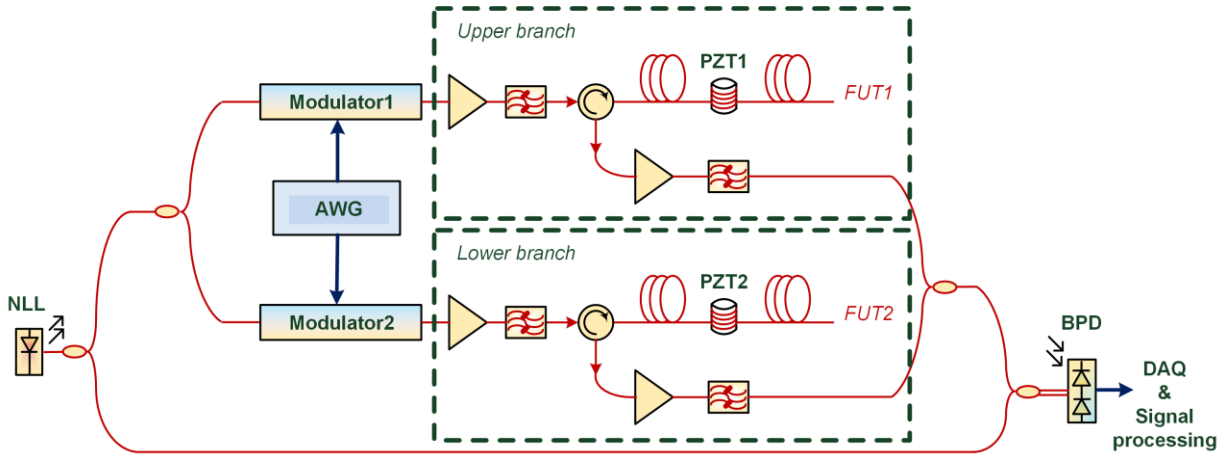 Upper branch
PZT1
FUT1
Modulator1
AWG
Lower branch
PZT2
FUT2
Modulator2
NLL
BPD
DAQ
&
Signal
processing